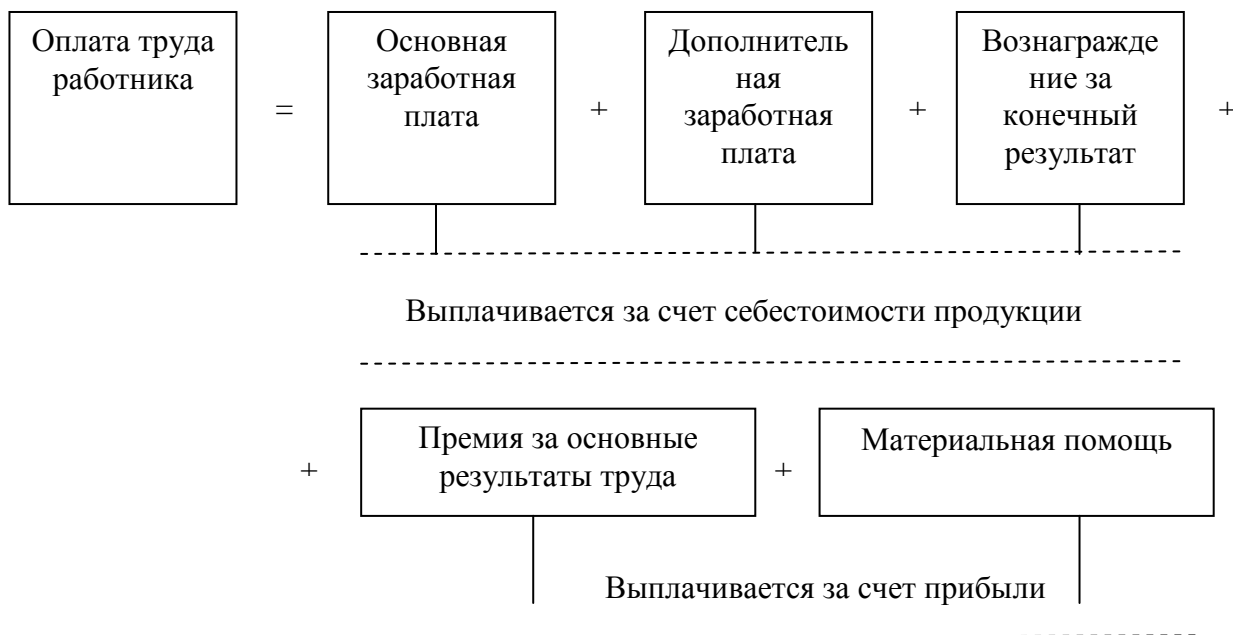 Оплата труда
работника
=
Основная
заработная
плата
+
Дополнитель
ная
заработная
плата
+
Вознагражде
ние за
конечный
результат
+
Выплачивается за счет себестоимости продукции
+
Премия за основные
результаты труда
+
Материальная помощь
Выплачивается за счет прибыли